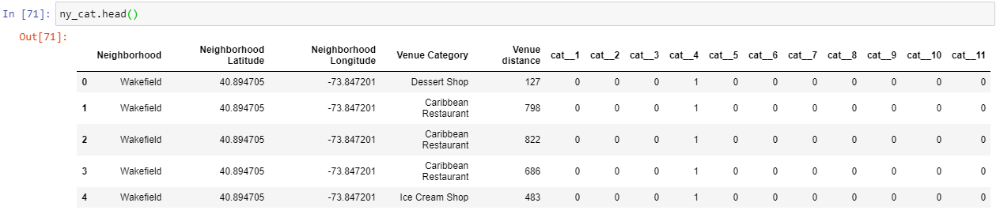 In [71]: ny_cat.head()
Out[71]:
Neighborhood Neighborhood Latitude Neighborhood Longitude Venue Category Venue distance cat__1 cat__2 cat__3 cat__4 cat__5 cat__6 cat__7 cat__8 cat__9 cat__10 cat__11
0 Wakefield 40.894705 -73.847201 Dessert Shop 127 0 0 0 1 0 0 0 0 0 0 0
1 Wakefield 40.894705 -73.847201 Caribbean Restaurant 798 0 0 0 1 0 0 0 0 0 0 0
2 Wakefield 40.894705 -73.847201 Caribbean Restaurant 822 0 0 0 1 0 0 0 0 0 0 0
3 Wakefield 40.894705 -73.847201 Caribbean Restaurant 686 0 0 0 1 0 0 0 0 0 0 0
4 Wakefield 40.894705 -73.847201 Ice Cream Shop 483 0 0 0 1 0 0 0 0 0 0 0